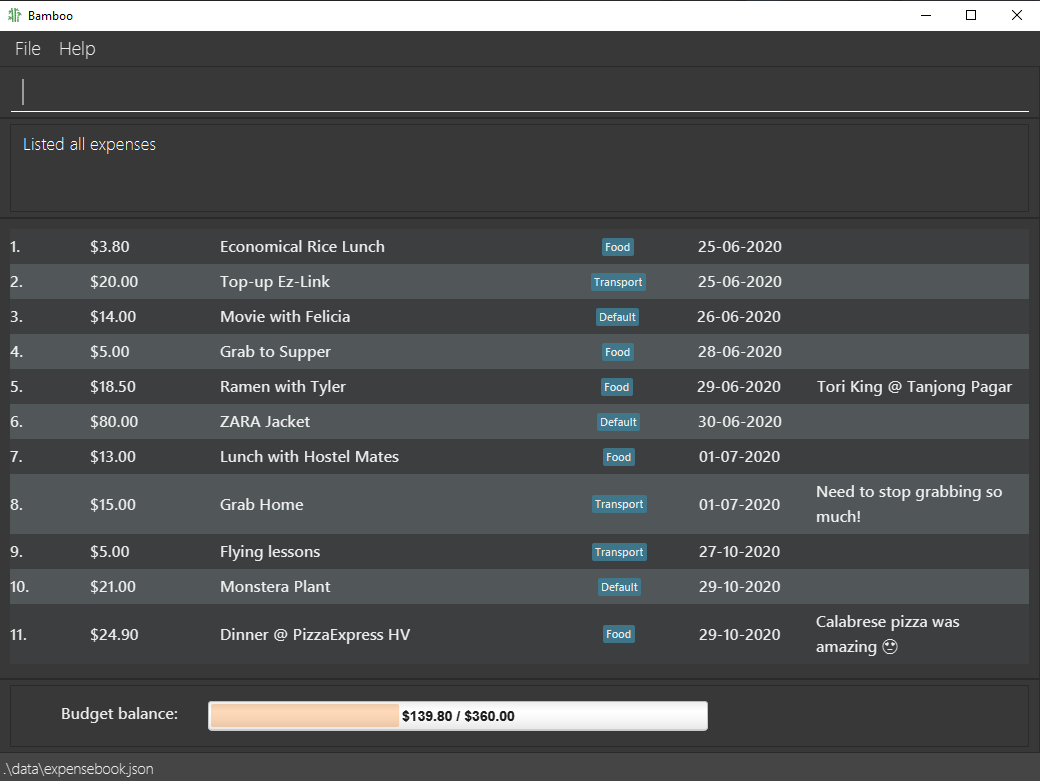 Bamboo
File Help
Listed all expenses
1. $3.80 Economical Rice Lunch Food 25-06-2020
2. $20.00 Top-up Ez-Link Transport 25-06-2020
3. $14.00 Movie with Felicia Default 26-06-2020
4. $5.00 Grab to Supper Food 28-06-2020
5. $18.50 Ramen with Tyler Food 29-06-2020 Tori King @ Tanjong Pagar
6. $80.00 ZARA Jacket Default 30-06-2020
7. $13.00 Lunch with Hostel Mates Food 01-07-2020
8. $15.00 Grab Home Transport 01-07-2020 Need to stop grabbing so
much!
9. $5.00 Flying lessons Transport 27-10-2020
10. $21.00 Monstera Plant Default 29-10-2020
11. $24.90 Dinner @ PizzaExpress HV Food 29-10-2020 Calabrese pizza was
amazing 🥺
Budget balance: $139.80 / $360.00
.\data\expensebook.json